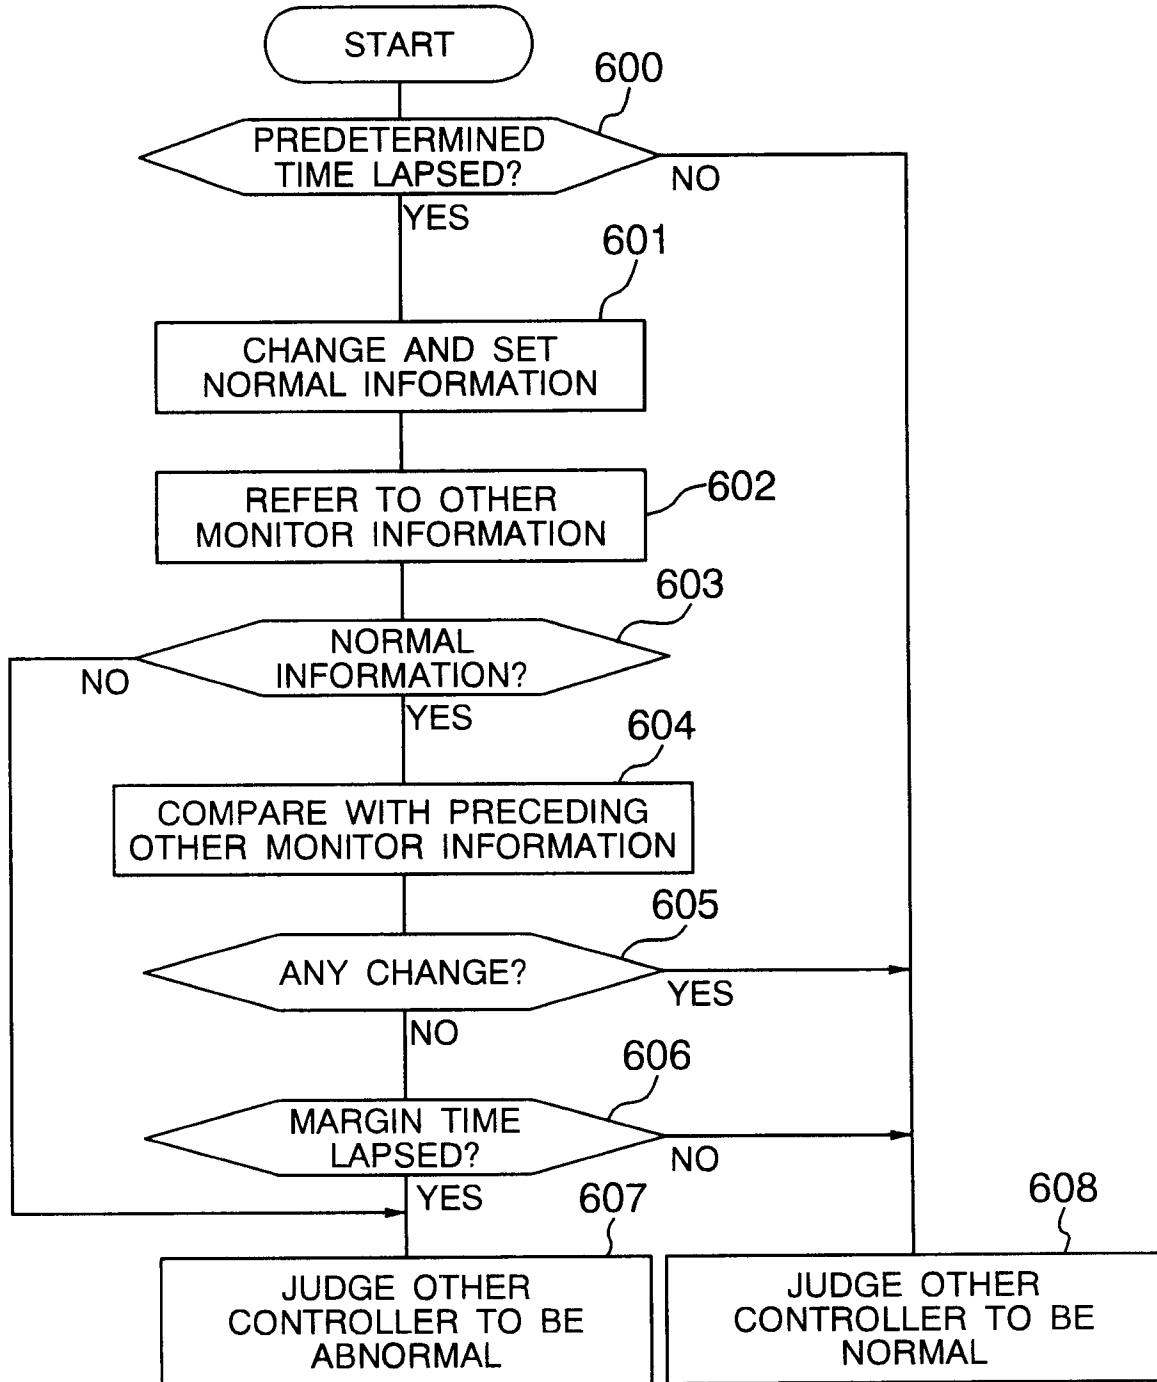 START
600
PREDETERMINED
TIME LAPSED?
NO
YES
601
CHANGE AND SET
NORMAL INFORMATION
602
REFER TO OTHER
MONITOR INFORMATION
603
NORMAL
INFORMATION?
NO
YES
604
COMPARE WITH PRECEDING
OTHER MONITOR INFORMATION
605
ANY CHANGE?
YES
NO
606
MARGIN TIME
LAPSED?
NO
YES
607
JUDGE OTHER
CONTROLLER TO BE
ABNORMAL
608
JUDGE OTHER
CONTROLLER TO BE
NORMAL